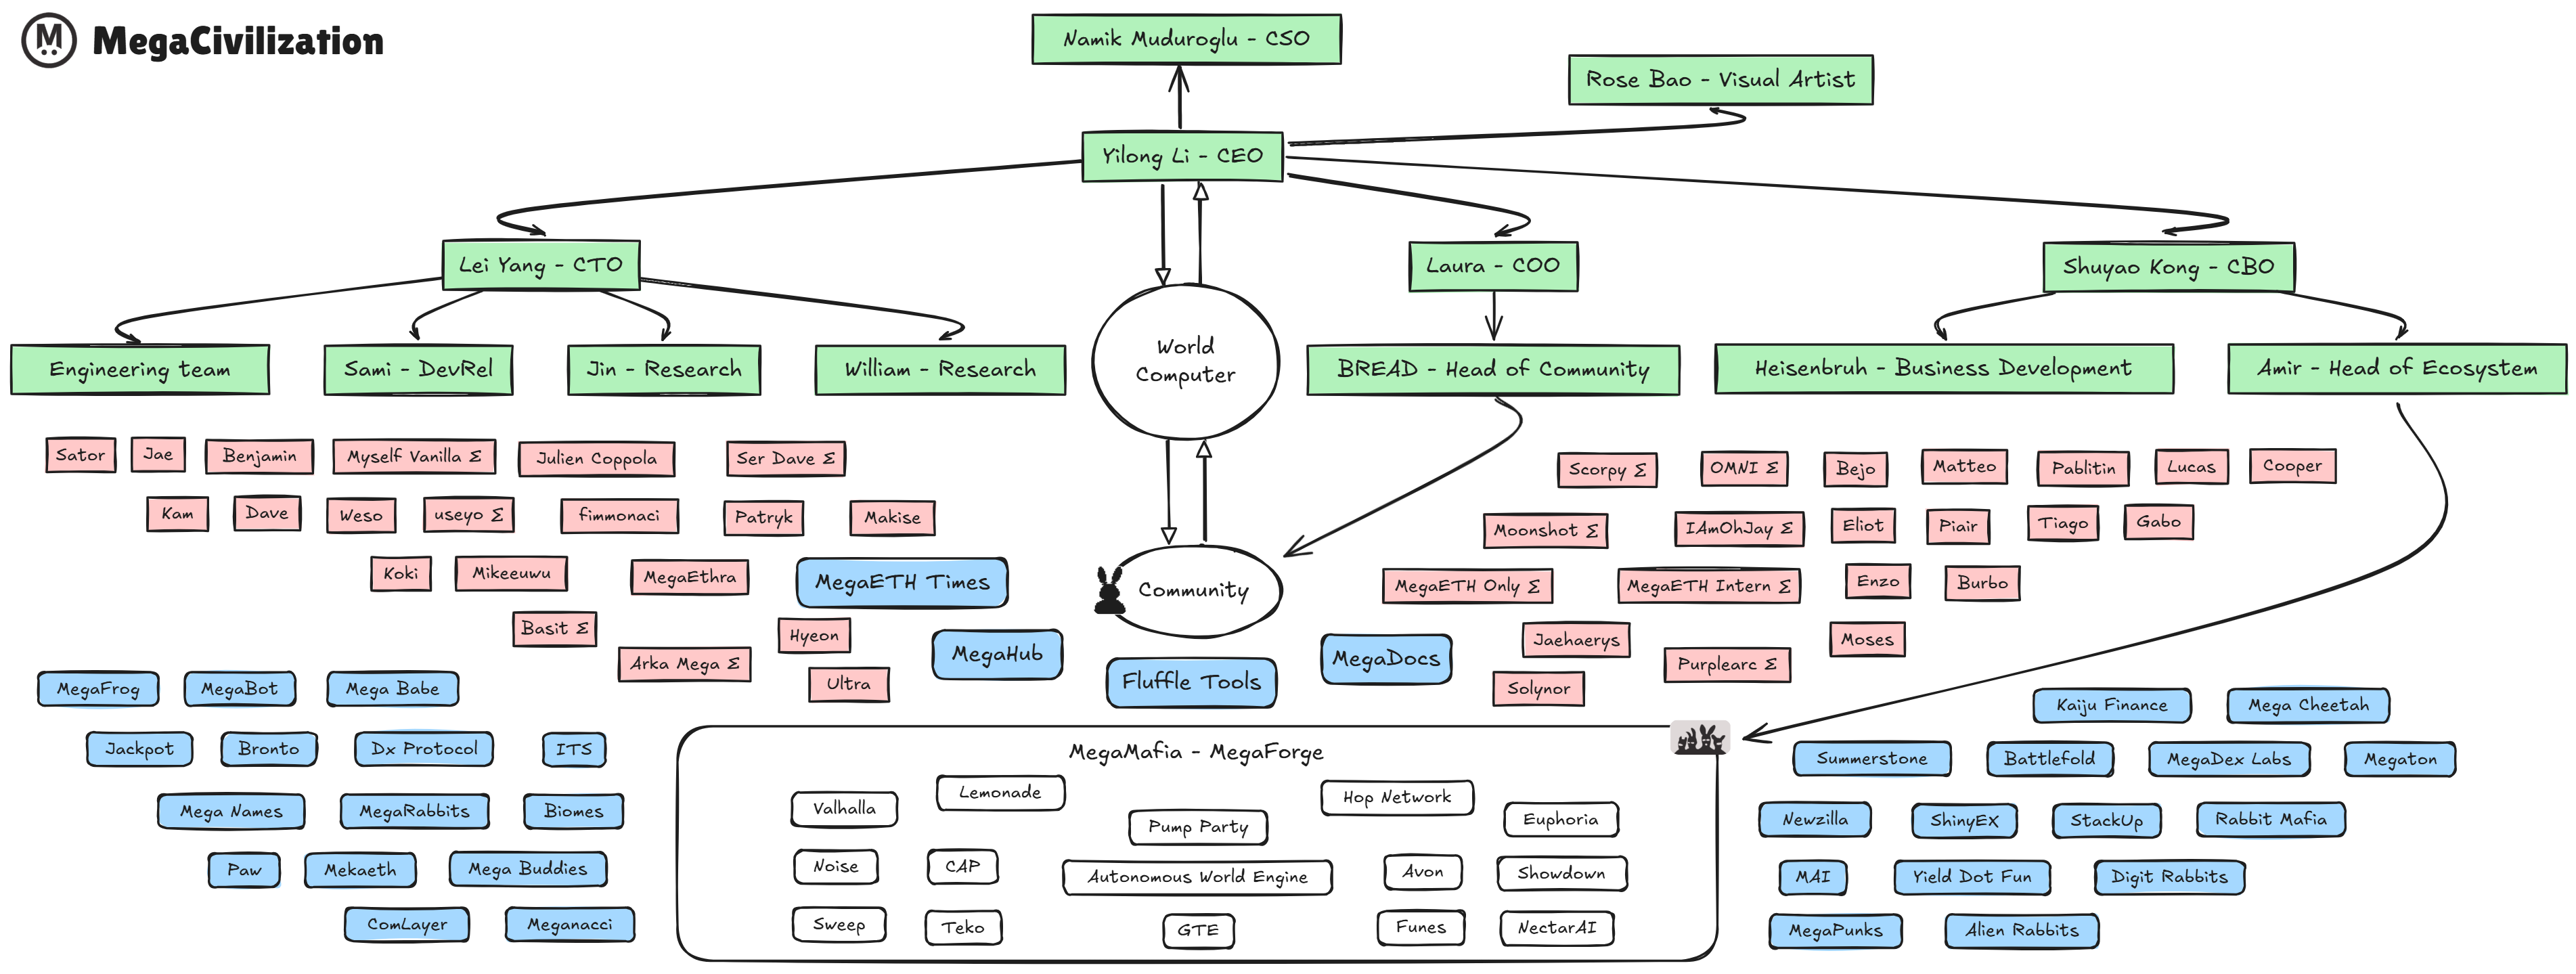 M
MegaCivilization
Namik Muduroglu - CSO
Rose Bao - Visual Artist
Yilong Li - CEO
Lei Yang - CTO
Laura - COO
Shuyao Kong - CBO
World
Computer
Engineering team
Sami - DevRel
Jin - Research
William - Research
BREAD - Head of Community
Heisenbruh - Business Development
Amir - Head of Ecosystem
Sator
Jae
Benjamin
Myself Vanilla Σ
Julien Coppola
Ser Dave Σ
Kam
Dave
Weso
useyo Σ
fimmonaci
Patryk
Makise
Koki
Mikeeuwu
MegaEthra
MegaETH Times
Basit Σ
Hyeon
Arka Mega Σ
Ultra
MegaHub
Community
Fluffle Tools
MegaDocs
Scorpy Σ
OMNI Σ
Bejo
Matteo
Pablitin
Lucas
Cooper
Moonshot Σ
IAmOhJay Σ
Eliot
Piair
Tiago
Gabo
MegaETH Only Σ
MegaETH Intern Σ
Enzo
Burbo
Jaehaerys
Purplearc Σ
Moses
Solynor
MegaFrog
MegaBot
Mega Babe
Jackpot
Bronto
Dx Protocol
ITS
Mega Names
MegaRabbits
Biomes
Paw
Mekaeth
Mega Buddies
ComLayer
Meganacci
MegaMafia - MegaForge
Valhalla
Lemonade
Pump Party
Hop Network
Euphoria
Noise
CAP
Autonomous World Engine
Avon
Showdown
Sweep
Teko
GTE
Funes
NectarAI
Kaiju Finance
Mega Cheetah
Summerstone
Battlefold
MegaDex Labs
Megaton
Newzilla
ShinyEX
StackUp
Rabbit Mafia
MAI
Yield Dot Fun
Digit Rabbits
MegaPunks
Alien Rabbits